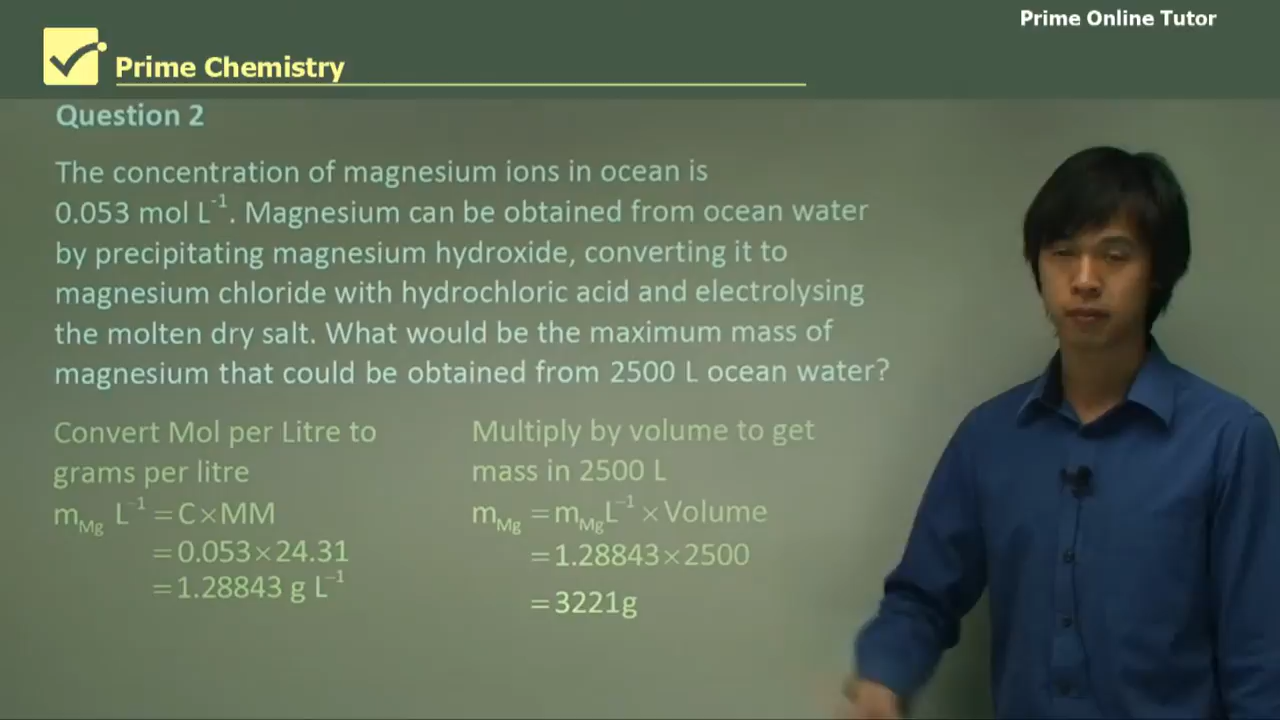 Prime Online Tutor
Prime Chemistry
Question 2
The concentration of magnesium ions in ocean is
0.053 mol L⁻¹. Magnesium can be obtained from ocean water
by precipitating magnesium hydroxide, converting it to
magnesium chloride with hydrochloric acid and electrolysing
the molten dry salt. What would be the maximum mass of
magnesium that could be obtained from 2500 L ocean water?
Convert Mol per Litre to
grams per litre
m_Mg L⁻¹ = C×MM
= 0.053×24.31
= 1.28843 g L⁻¹
Multiply by volume to get
mass in 2500 L
m_Mg = m_Mg L⁻¹ × Volume
= 1.28843×2500
= 3221g